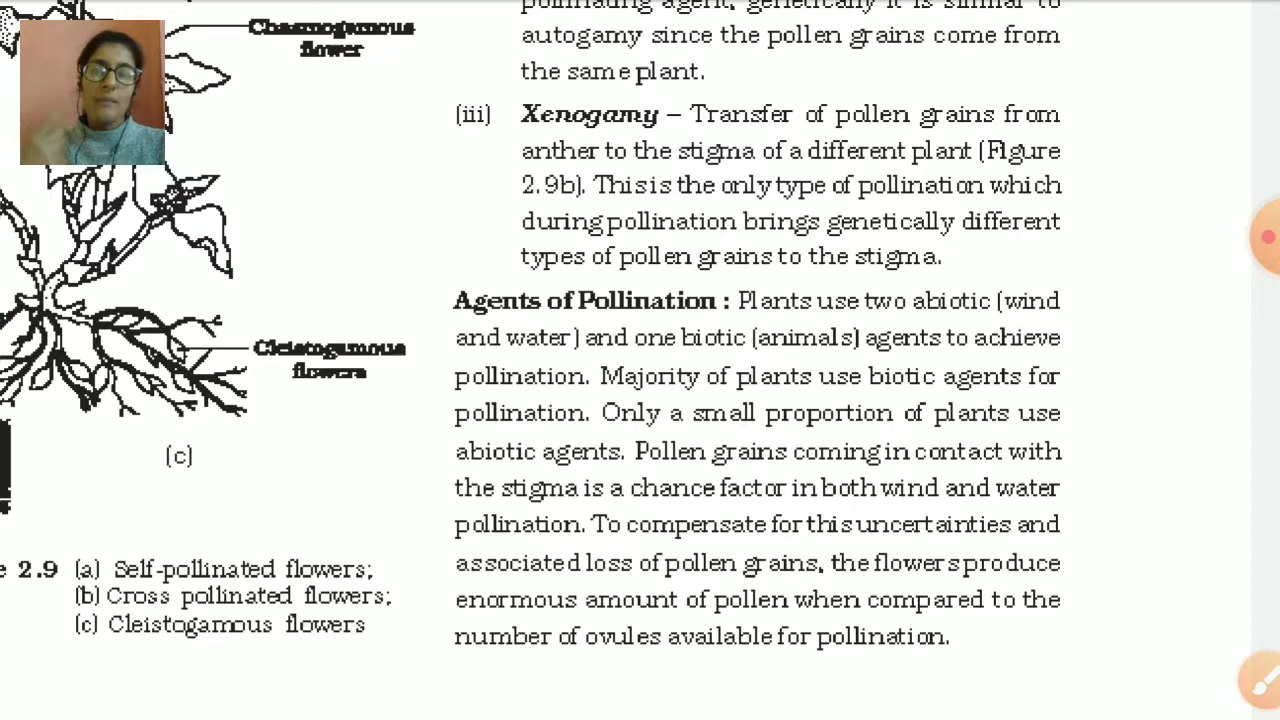 Chasmogamous
flower
Cleistogamous
flowers
(c)
e 2.9 (a) Self-pollinated flowers;
(b) Cross pollinated flowers;
(c) Cleistogamous flowers
pollinating agent, genetically it is similar to
autogamy since the pollen grains come from
the same plant.
(iii) Xenogamy – Transfer of pollen grains from
anther to the stigma of a different plant (Figure
2.9b). This is the only type of pollination which
during pollination brings genetically different
types of pollen grains to the stigma.
Agents of Pollination : Plants use two abiotic (wind
and water) and one biotic (animals) agents to achieve
pollination. Majority of plants use biotic agents for
pollination. Only a small proportion of plants use
abiotic agents. Pollen grains coming in contact with
the stigma is a chance factor in both wind and water
pollination. To compensate for this uncertainties and
associated loss of pollen grains, the flowers produce
enormous amount of pollen when compared to the
number of ovules available for pollination.